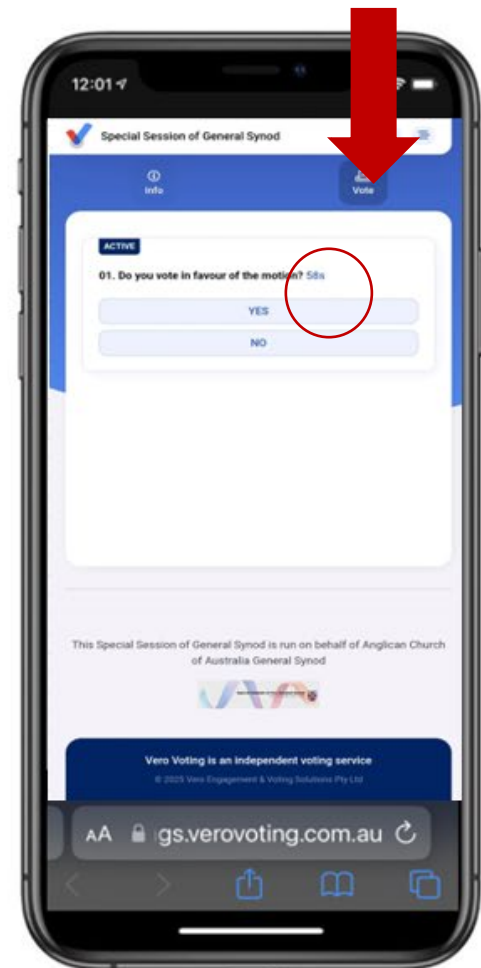 12:01
Special Session of General Synod
Info
Vote
ACTIVE
01. Do you vote in favour of the motion? 58s
YES
NO
This Special Session of General Synod is run on behalf of Anglican Church
of Australia General Synod
Vero Voting is an independent voting service
© 2025 Vero Engagement & Voting Solutions Pty Ltd
AA gs.verovoting.com.au